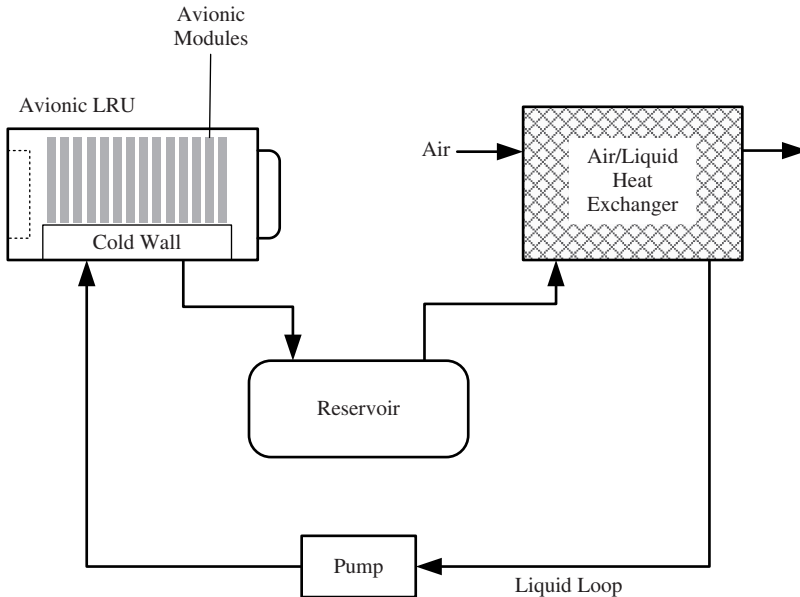 Avionic
Modules
Avionic LRU
Air
Air/Liquid
Heat
Exchanger
Cold Wall
Reservoir
Pump
Liquid Loop